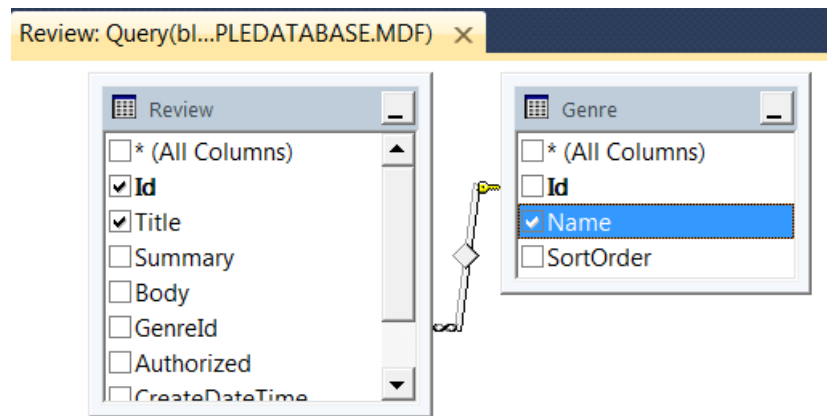 Review: Query(bl...PLEDATABASE.MDF)
Review
* (All Columns)
Id
Title
Summary
Body
GenreId
Authorized
CreateDateTime
Genre
* (All Columns)
Id
Name
SortOrder